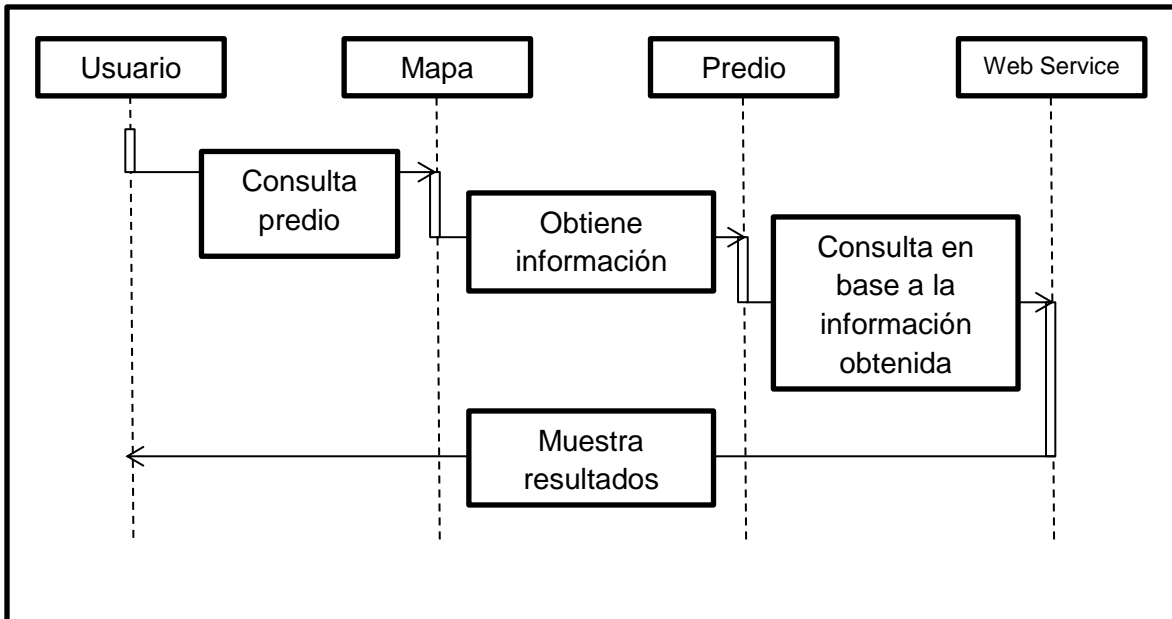 Usuario
Mapa
Predio
Web Service
Consulta
predio
Obtiene
información
Consulta en
base a la
información
obtenida
Muestra
resultados